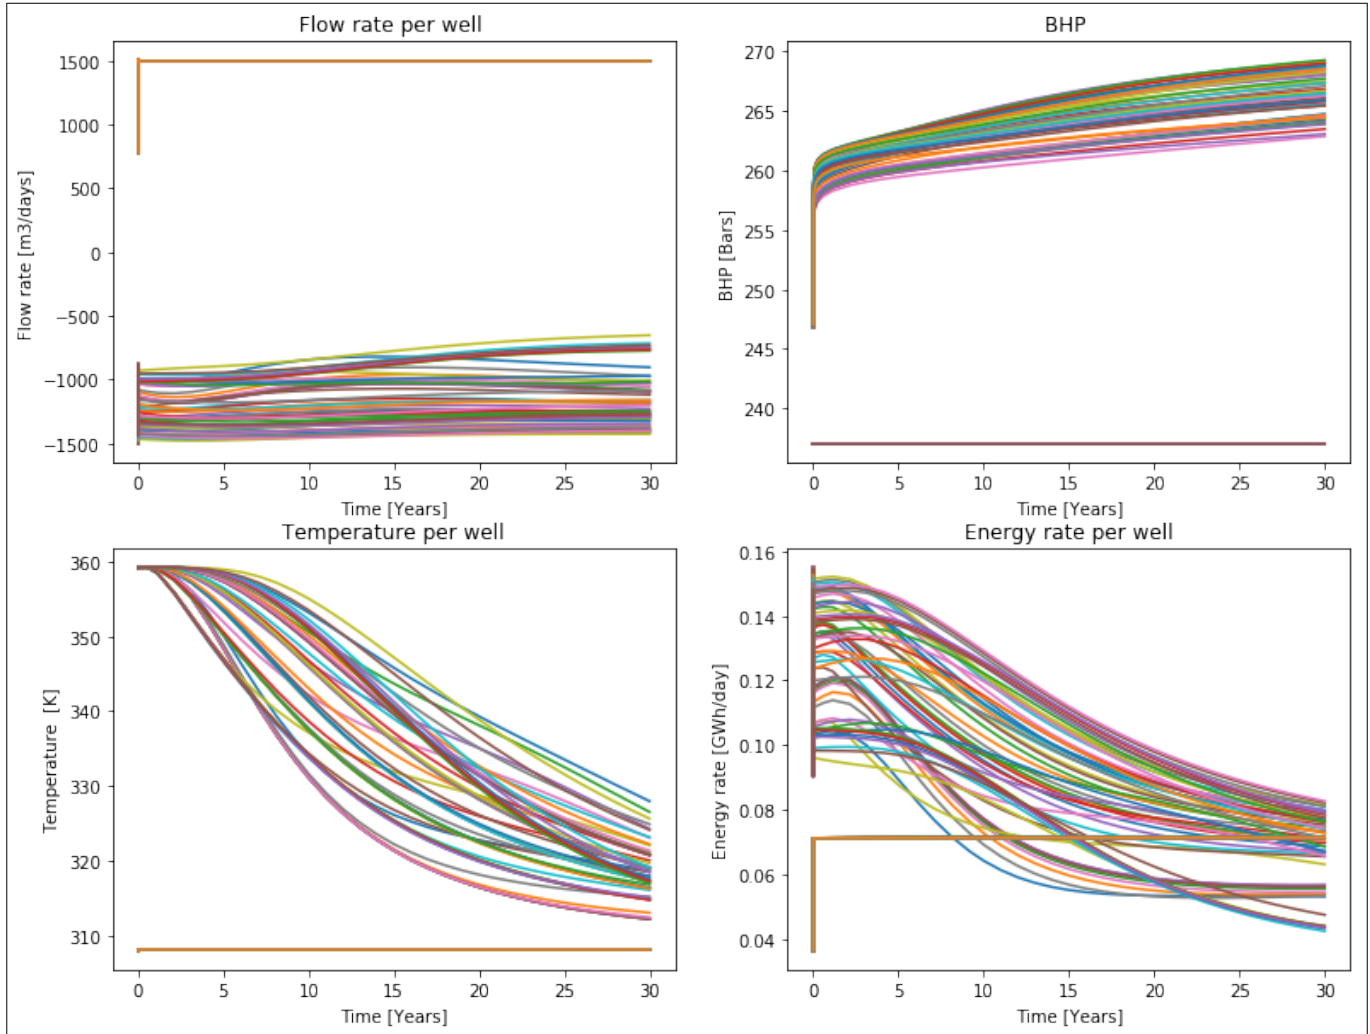 Flow rate per well
1500
1000
500
0
−500
−1000
−1500
Flow rate [m3/days]
0 5 10 15 20 25 30
Time [Years]
BHP
270
265
260
255
250
245
240
BHP [Bars]
0 5 10 15 20 25 30
Time [Years]
Temperature per well
360
350
340
330
320
310
Temperature [K]
0 5 10 15 20 25 30
Time [Years]
Energy rate per well
0.16
0.14
0.12
0.10
0.08
0.06
0.04
Energy rate [GWh/day]
0 5 10 15 20 25 30
Time [Years]